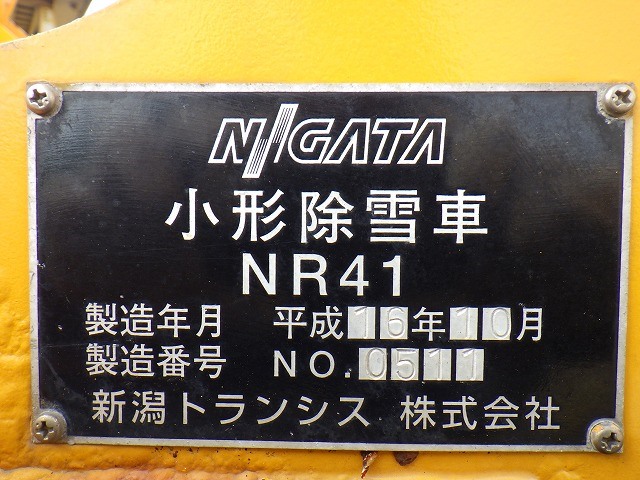 NIIGATA
小形除雪車
NR41
製造年月 平成16年10月
製造番号 NO.0511
新潟トランシス 株式会社